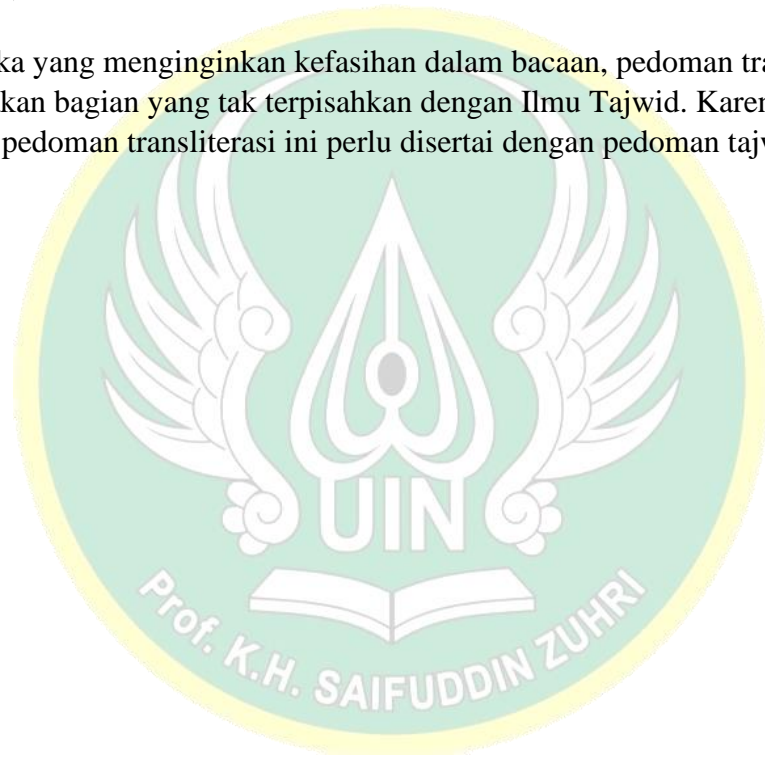 ka yang menginginkan kefasihan dalam bacaan, pedoman tra
kan bagian yang tak terpisahkan dengan Ilmu Tajwid. Karen
pedoman transliterasi ini perlu disertai dengan pedoman tajw
UIN
Prof. K.H. SAIFUDDIN ZUHRI